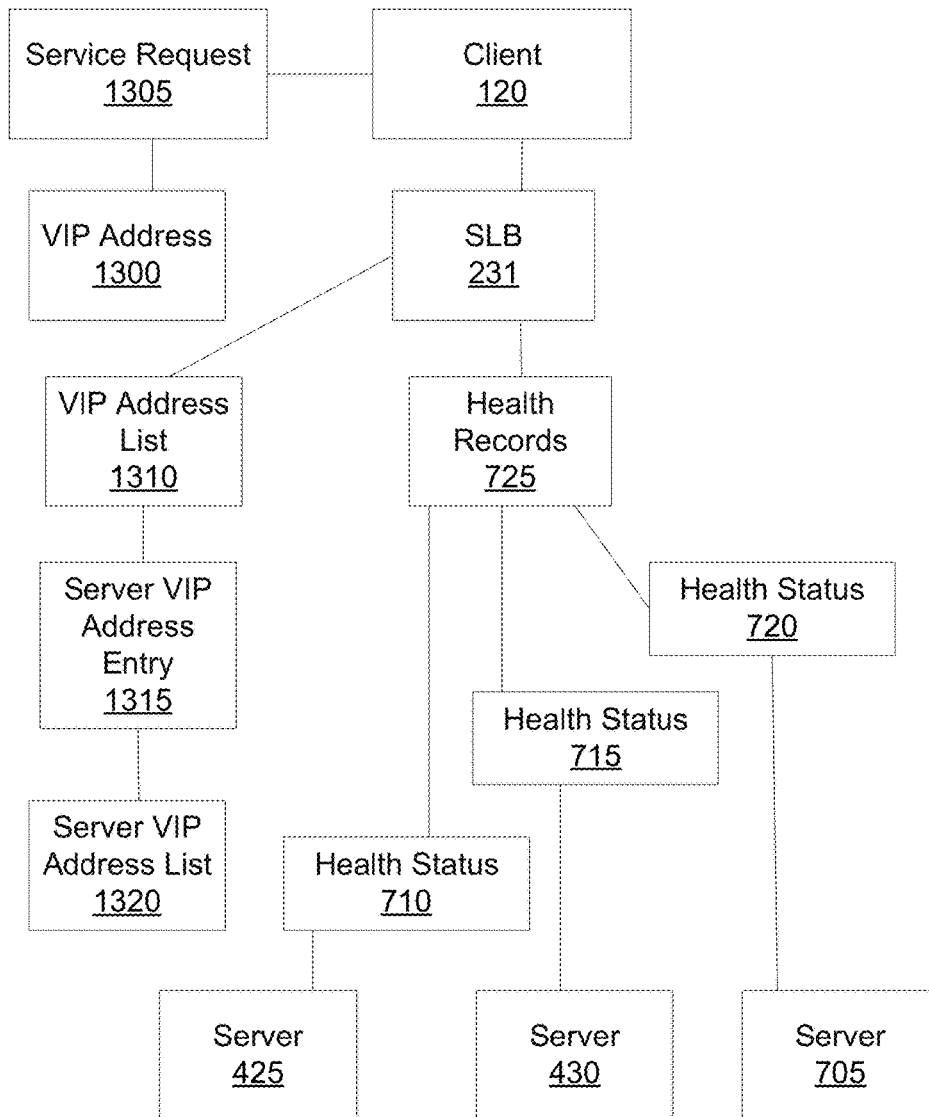 Service Request
1305
Client
120
VIP Address
1300
SLB
231
VIP Address
List
1310
Health
Records
725
Server VIP
Address
Entry
1315
Health Status
720
Health Status
715
Server VIP
Address List
1320
Health Status
710
Server
425
Server
430
Server
705